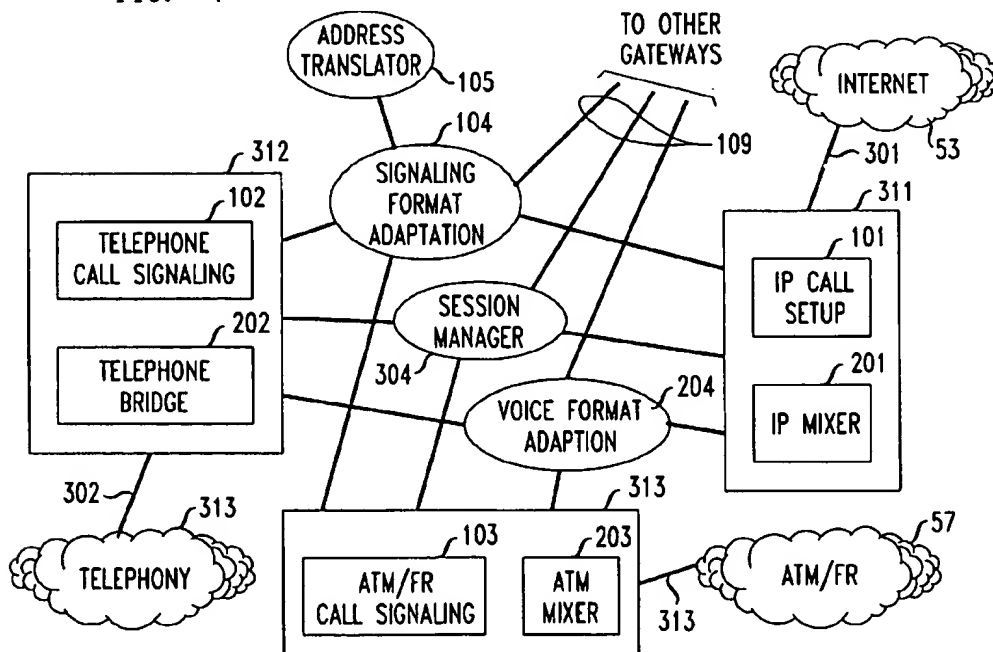 ADDRESS
TRANSLATOR
105
TO OTHER
GATEWAYS
INTERNET
53
104
109
301
312
SIGNALING
FORMAT
ADAPTATION
311
102
TELEPHONE
CALL SIGNALING
101
IP CALL
SETUP
SESSION
MANAGER
304
202
TELEPHONE
BRIDGE
201
IP MIXER
204
VOICE FORMAT
ADAPTION
302
313
TELEPHONY
313
103
ATM/FR
CALL SIGNALING
203
ATM
MIXER
313
57
ATM/FR